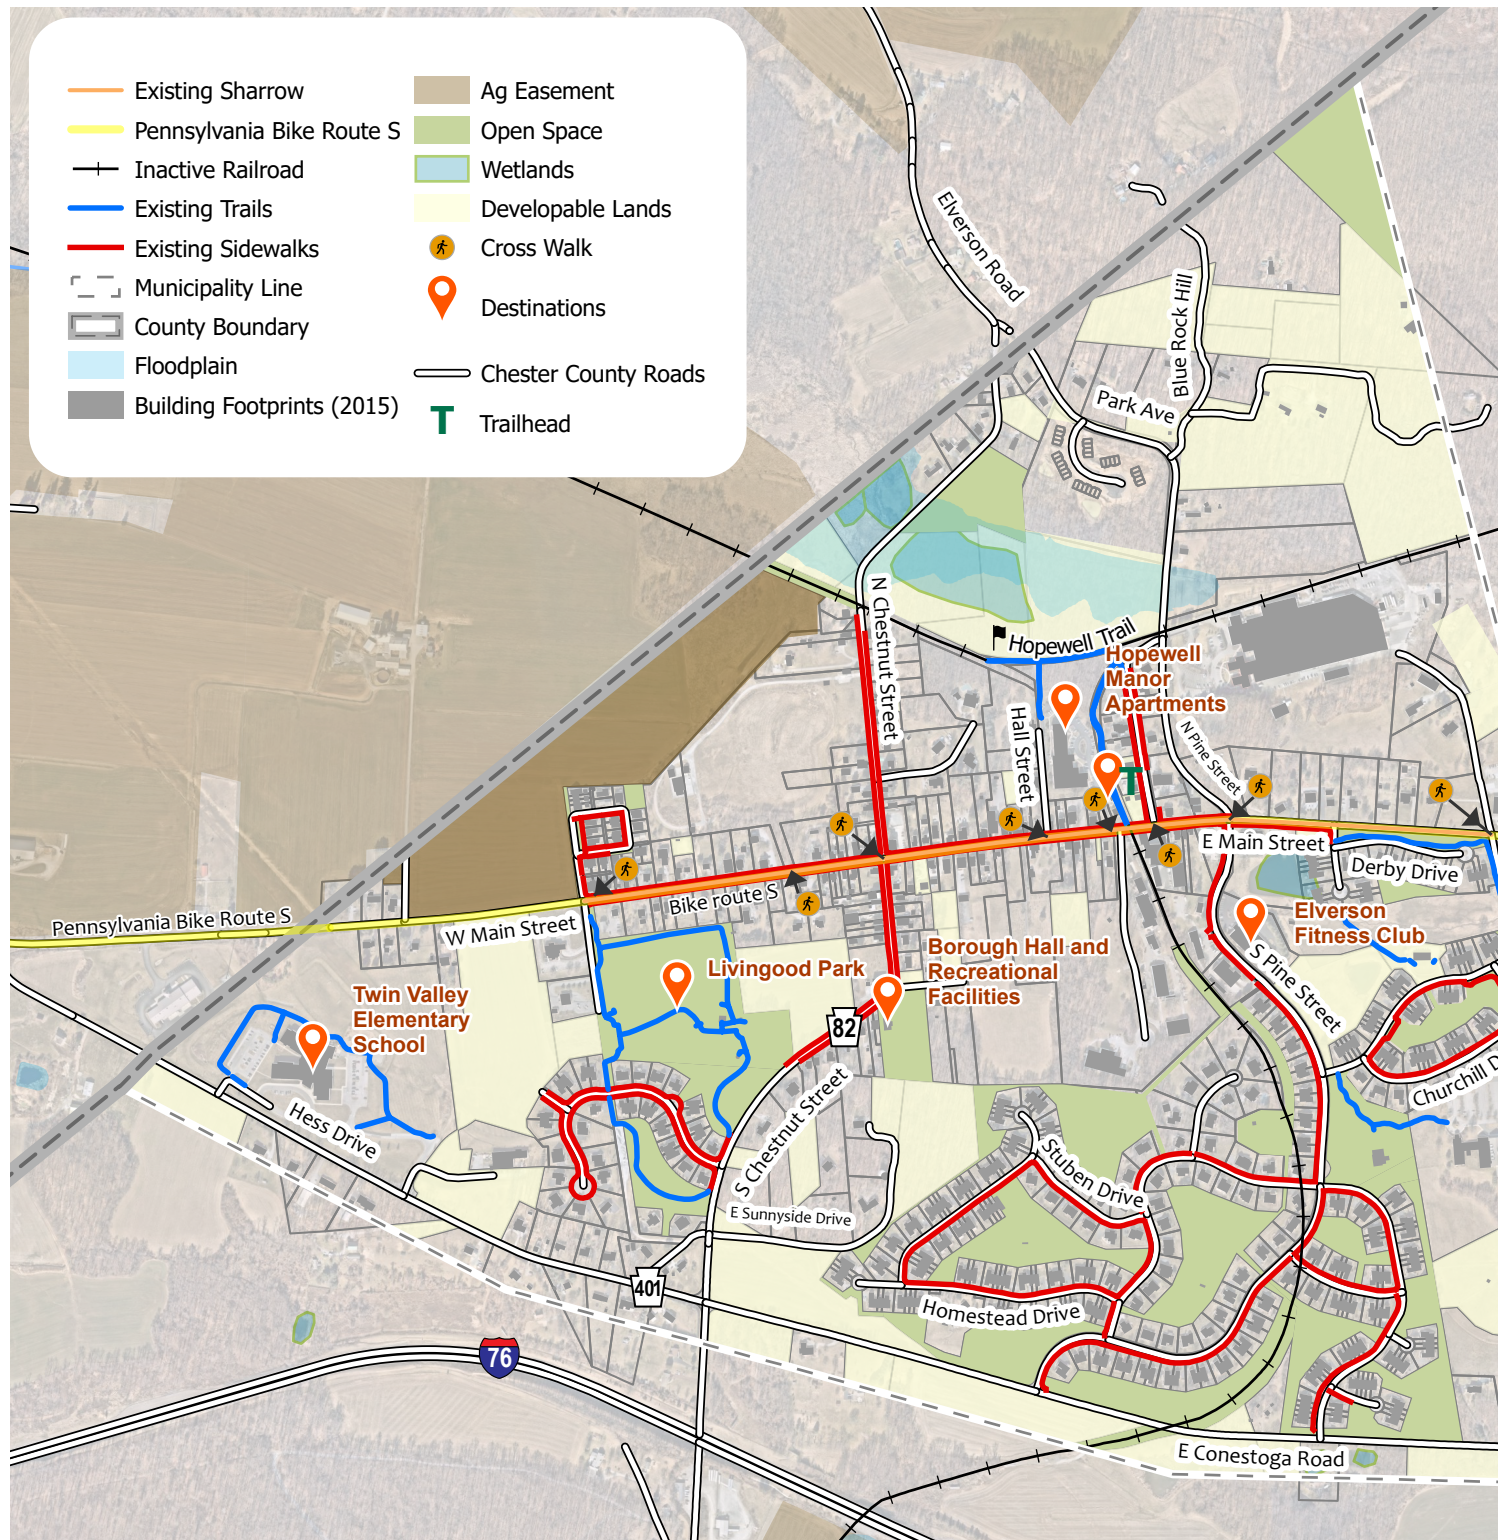 Existing Sharrow
Pennsylvania Bike Route S
Inactive Railroad
Existing Trails
Existing Sidewalks
Municipality Line
County Boundary
Floodplain
Building Footprints (2015)
Ag Easement
Open Space
Wetlands
Developable Lands
Cross Walk
Destinations
Chester County Roads
T
Trailhead
Elverson Road
Blue Rock Hill
Park Ave
N Chestnut Street
Hopewell Trail
Hopewell
Manor
Apartments
Hall Street
N Pine Street
T
E Main Street
Derby Drive
Pennsylvania Bike Route S
W Main Street
Bike route S
Elverson
Fitness Club
Livingood Park
Borough Hall and
Recreational
Facilities
S Pine Street
Twin Valley
Elementary
School
82
Hess Drive
S Chestnut Street
Churchill D
Stuben Drive
E Sunnyside Drive
401
Homestead Drive
76
E Conestoga Road